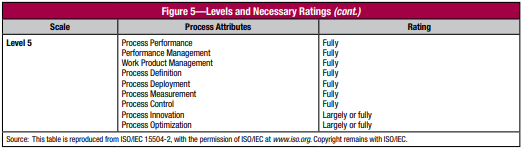 Figure 5—Levels and Necessary Ratings (cont.)
Scale Process Attributes Rating
Level 5 Process Performance Fully
Performance Management Fully
Work Product Management Fully
Process Definition Fully
Process Deployment Fully
Process Measurement Fully
Process Control Fully
Process Innovation Largely or fully
Process Optimization Largely or fully
Source: This table is reproduced from ISO/IEC 15504-2, with the permission of ISO/IEC at www.iso.org. Copyright remains with ISO/IEC.